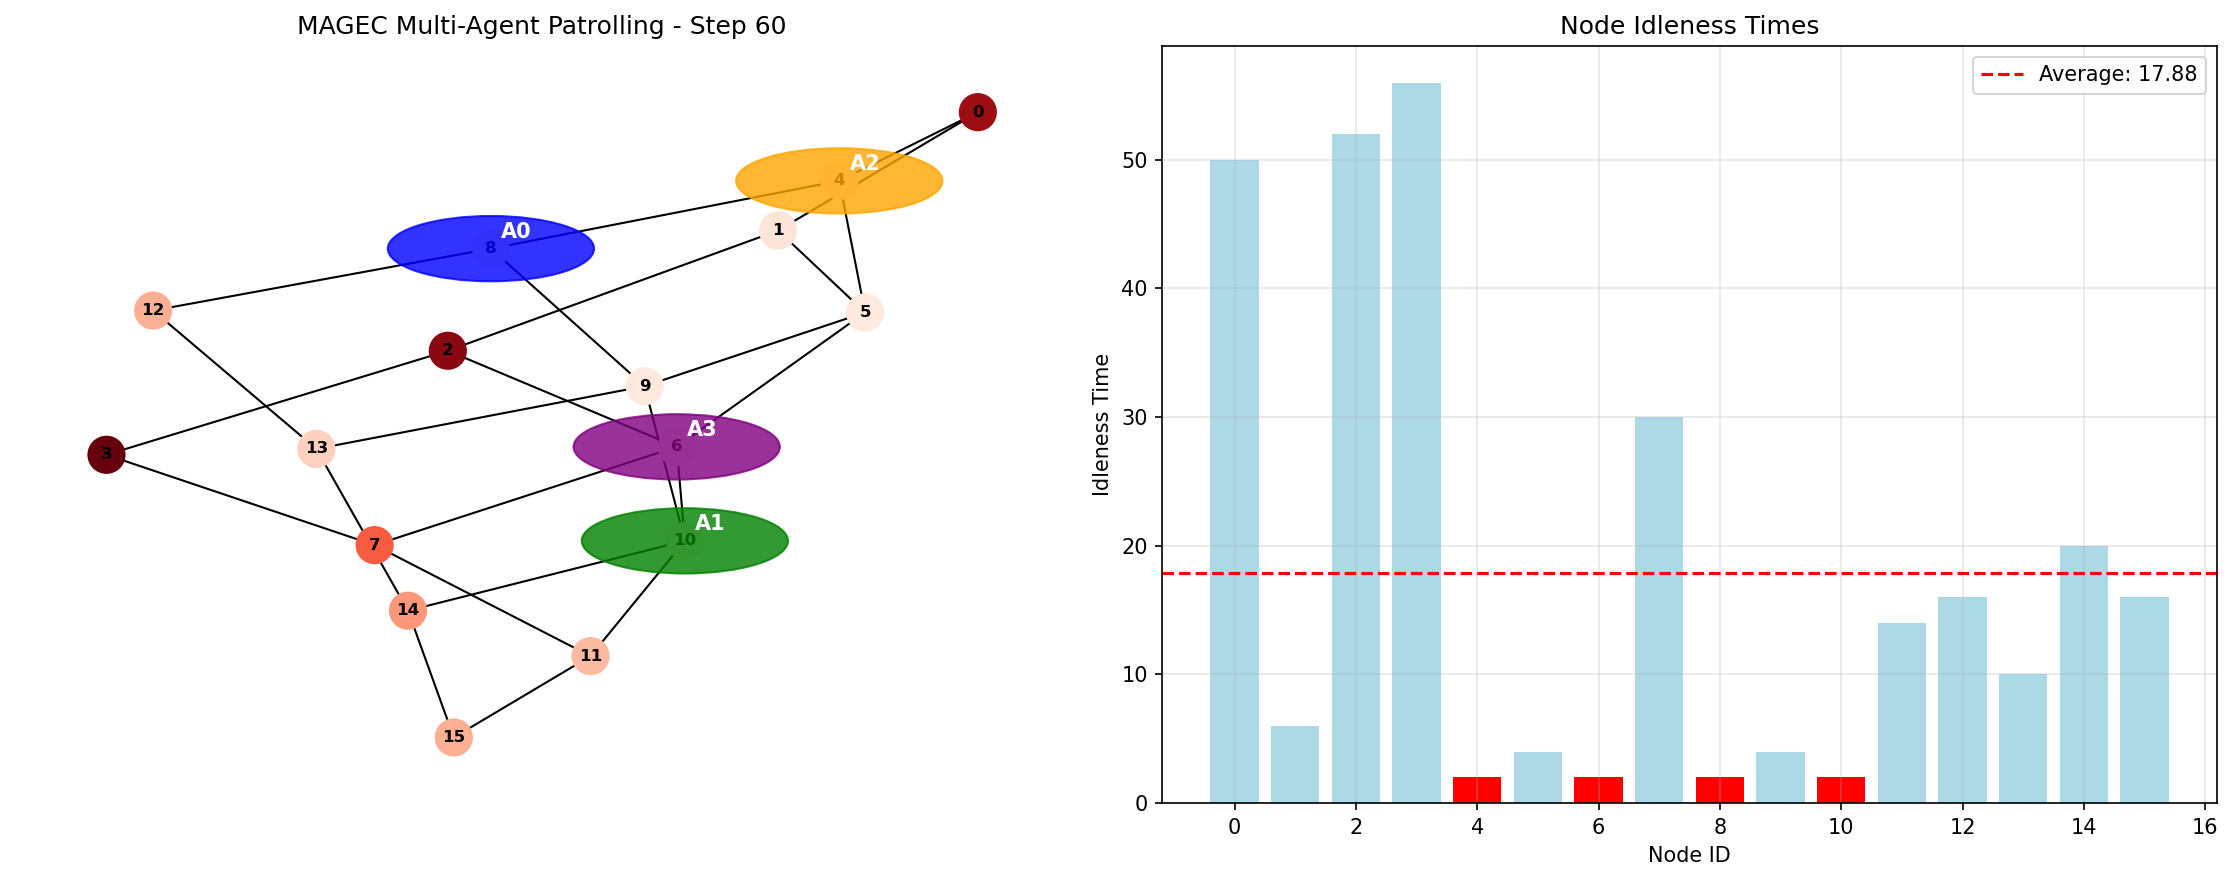 MAGEC Multi-Agent Patrolling - Step 60
0
A2
4
1
A0
8
12
5
2
9
A3
6
13
3
A1
10
7
14
11
15
Node Idleness Times
Average: 17.88
Idleness Time
50
40
30
20
10
0
0 2 4 6 8 10 12 14 16
Node ID